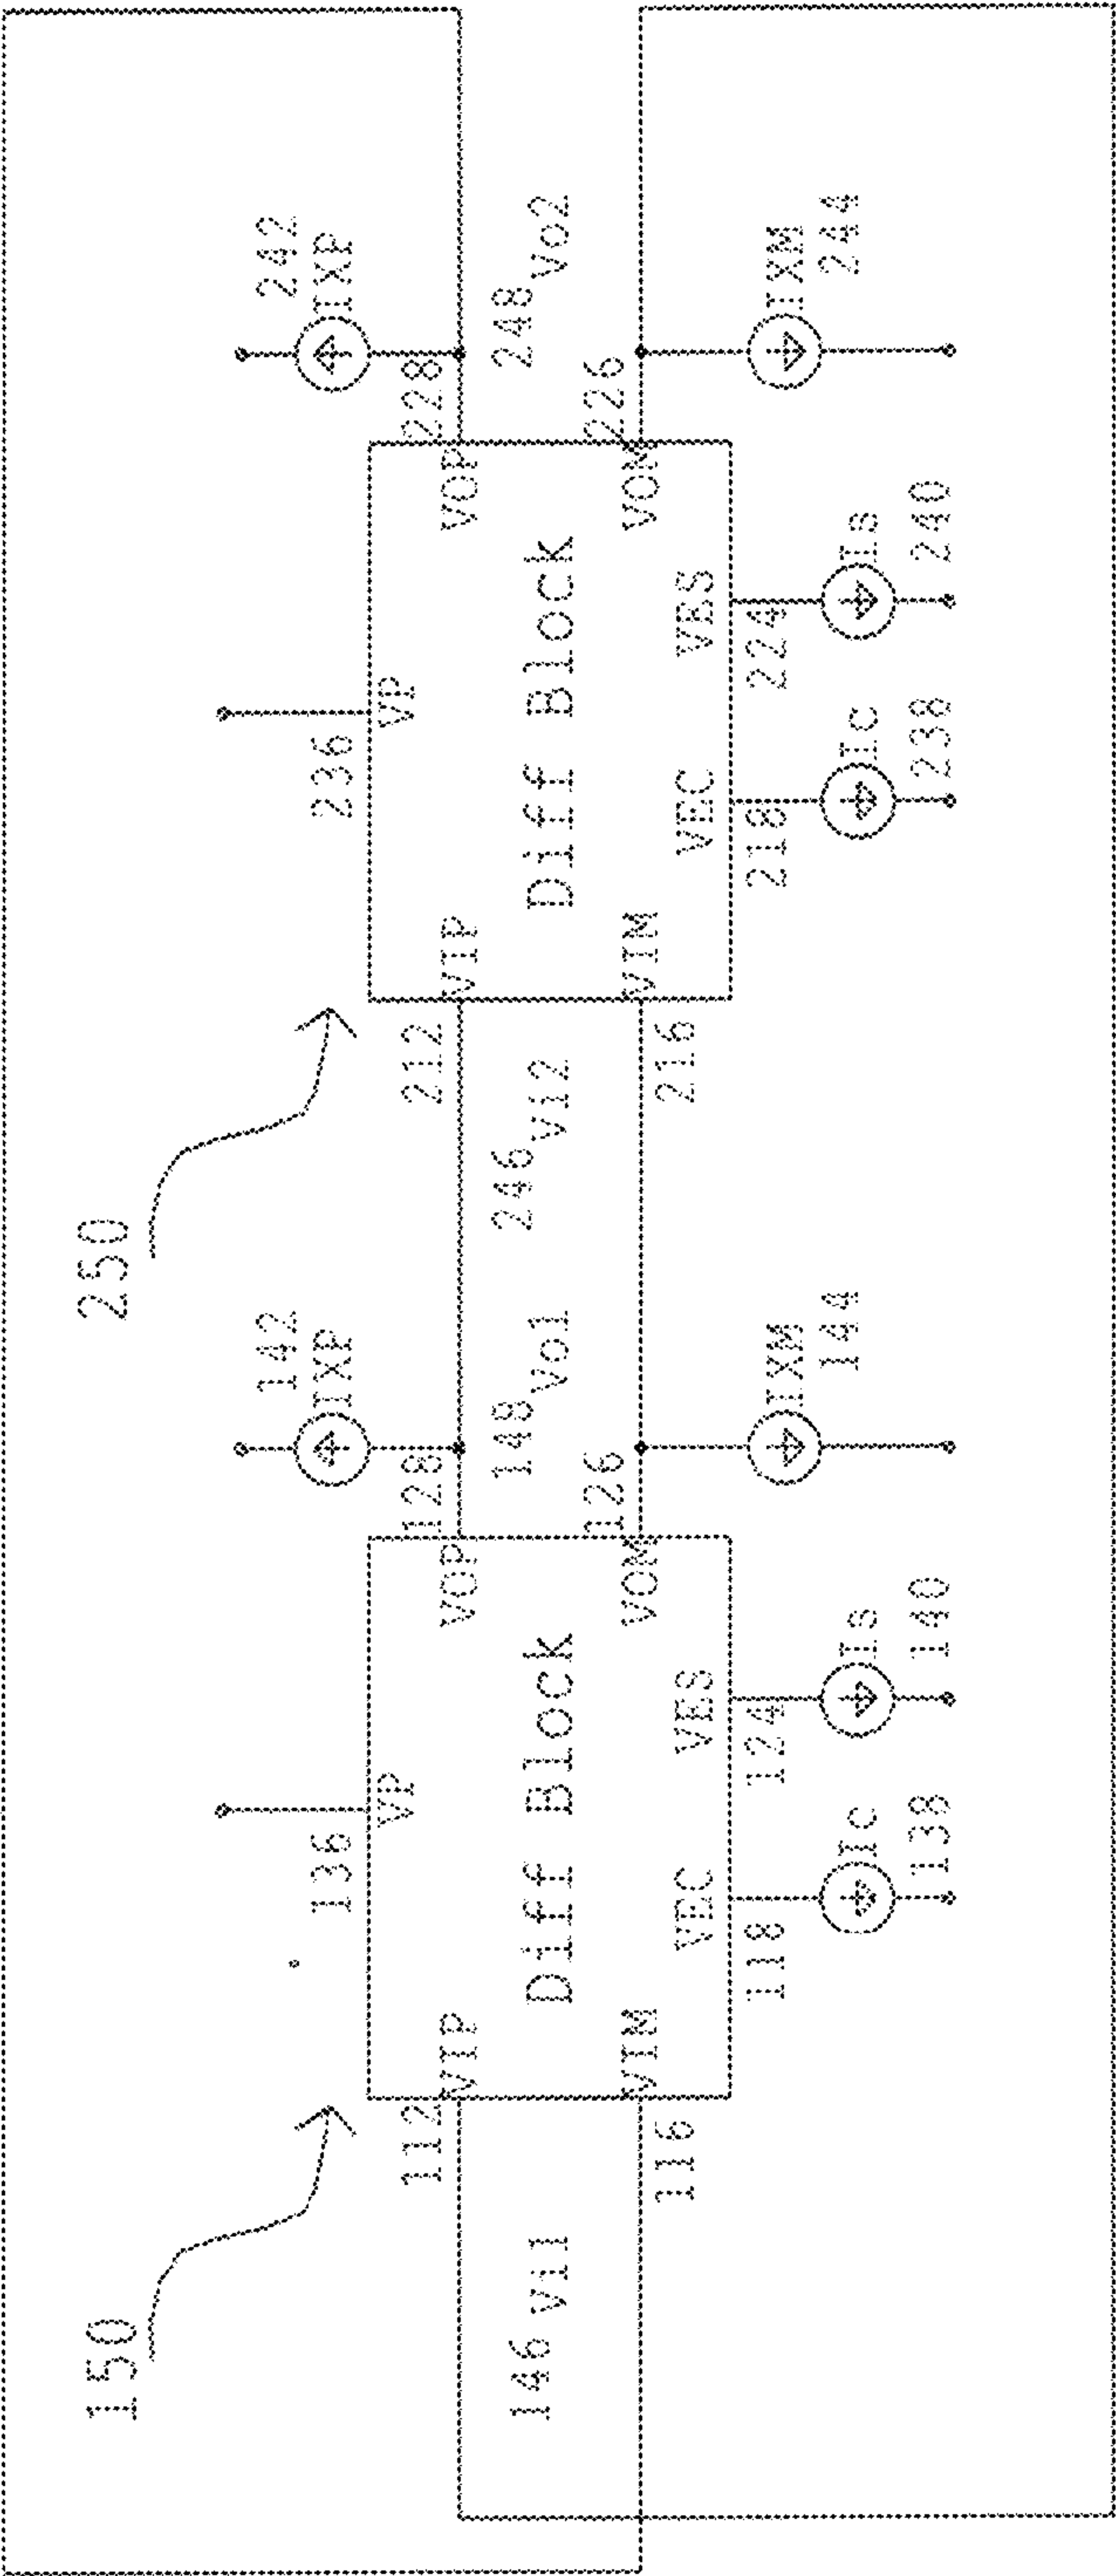 150
146 Vi1
112
116
VIP
VIM
Diff Block
136
VP
118
VEC
IC
138
124
VES
IS
140
VOP
VOM
128
126
142
IXP
148 Vo1
IXM
144
250
246 Vi2
212
216
VIP
VIM
Diff Block
236
VP
218
VEC
IC
238
224
VES
IS
240
VOP
VOM
228
226
242
IXP
248 Vo2
IXM
244